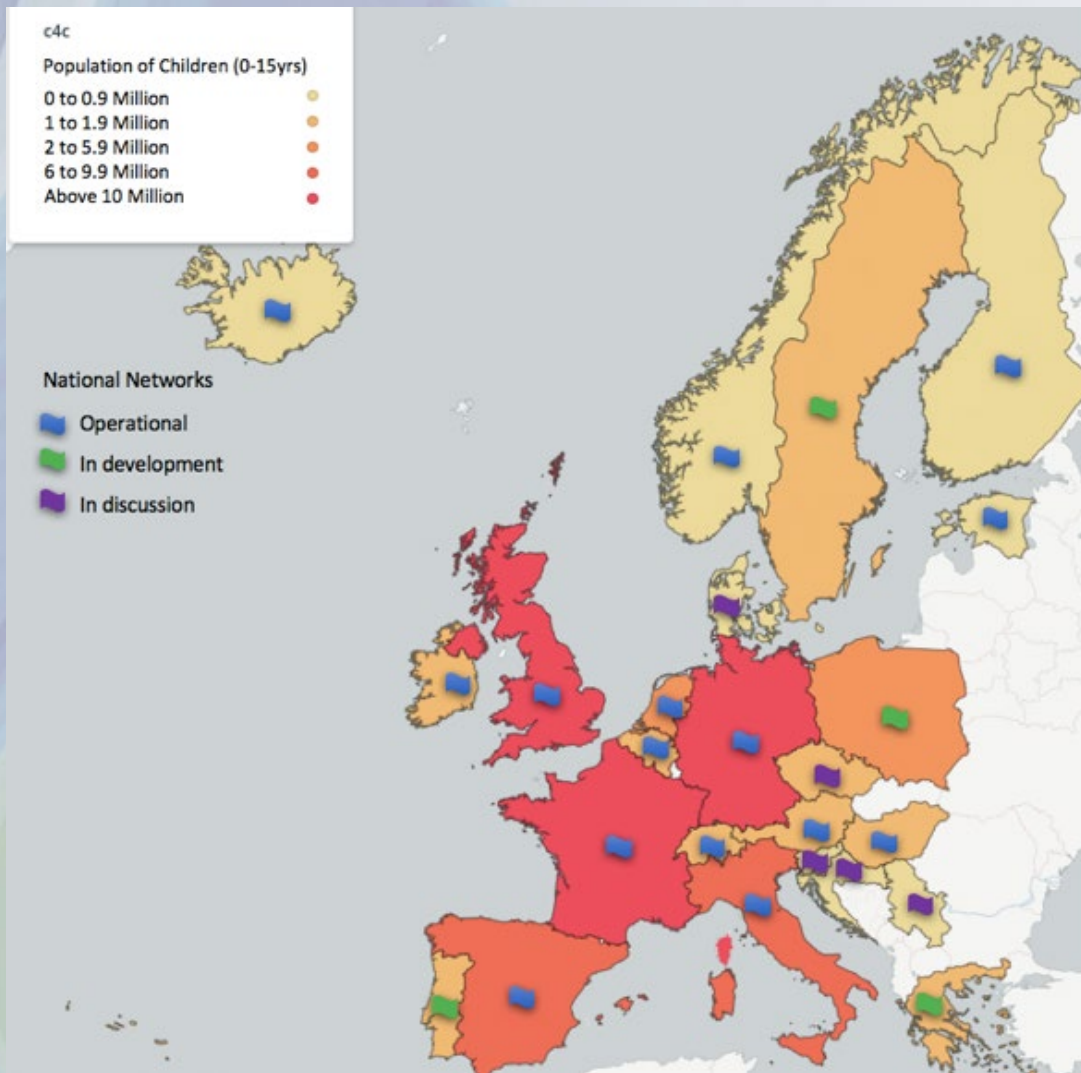 c4c
Population of Children (0-15yrs)
0 to 0.9 Million
1 to 1.9 Million
2 to 5.9 Million
6 to 9.9 Million
Above 10 Million
National Networks
Operational
In development
In discussion